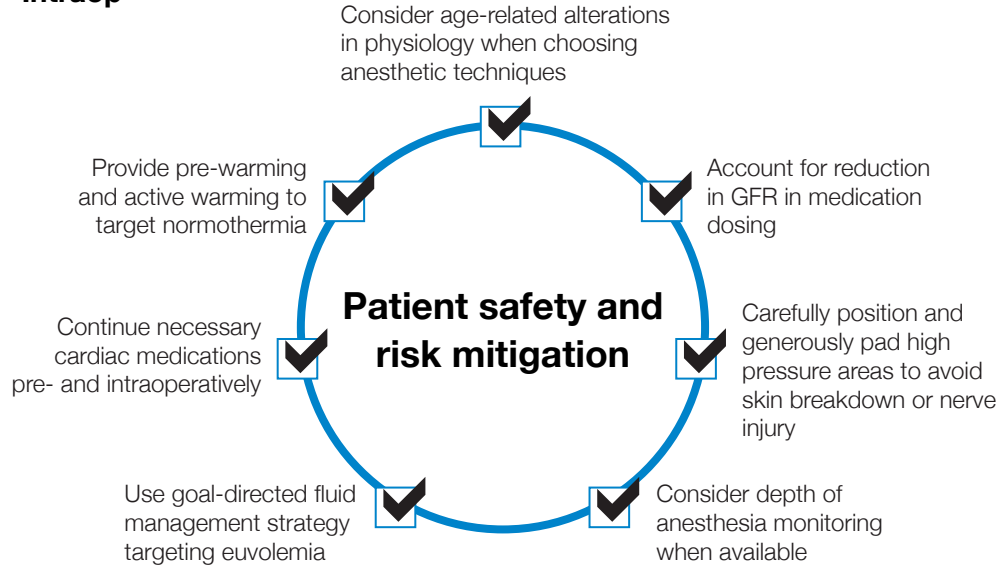 Intraop
Consider age-related alterations
in physiology when choosing
anesthetic techniques
Provide pre-warming
and active warming to
target normothermia
Account for reduction
in GFR in medication
dosing
Patient safety and
risk mitigation
Continue necessary
cardiac medications
pre- and intraoperatively
Carefully position and
generously pad high
pressure areas to avoid
skin breakdown or nerve
injury
Use goal-directed fluid
management strategy
targeting euvolemia
Consider depth of
anesthesia monitoring
when available